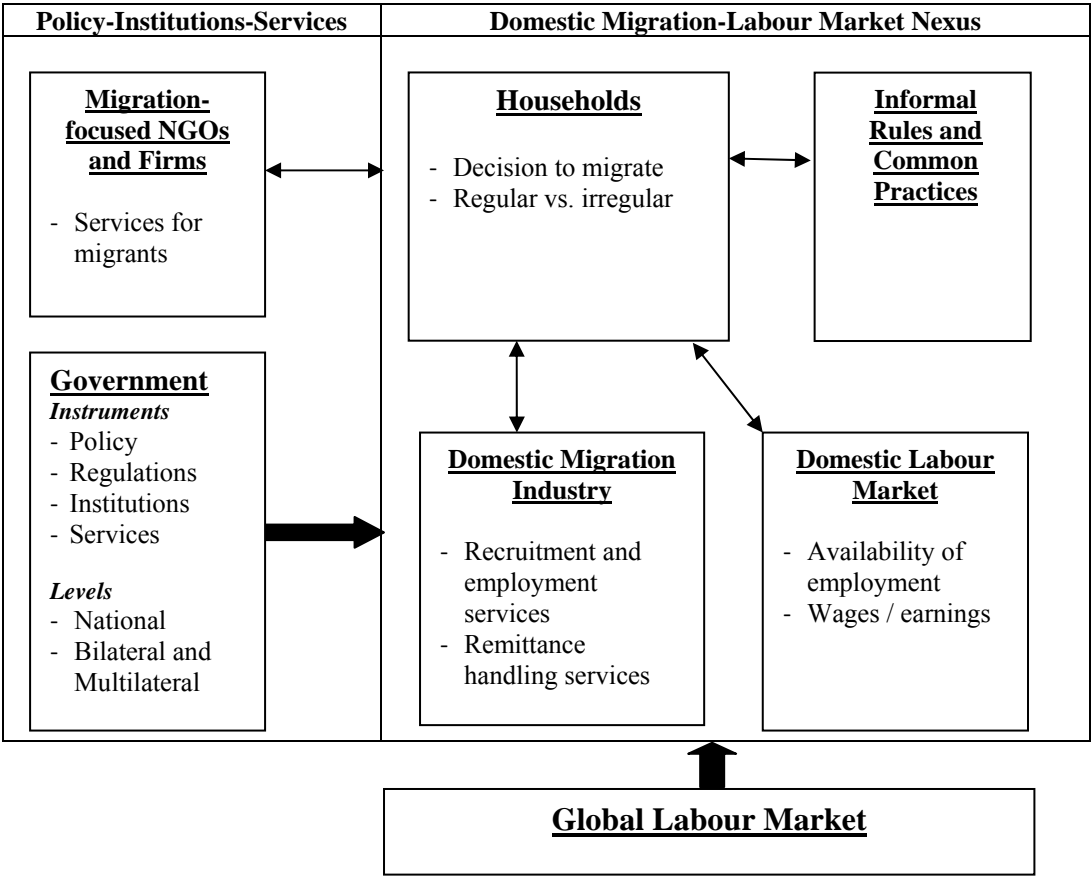 Policy-Institutions-Services
Domestic Migration-Labour Market Nexus
Migration-
focused NGOs
and Firms
- Services for
migrants
Government
Instruments
- Policy
- Regulations
- Institutions
- Services
Levels
- National
- Bilateral and
Multilateral
Households
- Decision to migrate
- Regular vs. irregular
Informal
Rules and
Common
Practices
Domestic Migration
Industry
- Recruitment and
employment
services
- Remittance
handling services
Domestic Labour
Market
- Availability of
employment
- Wages / earnings
Global Labour Market